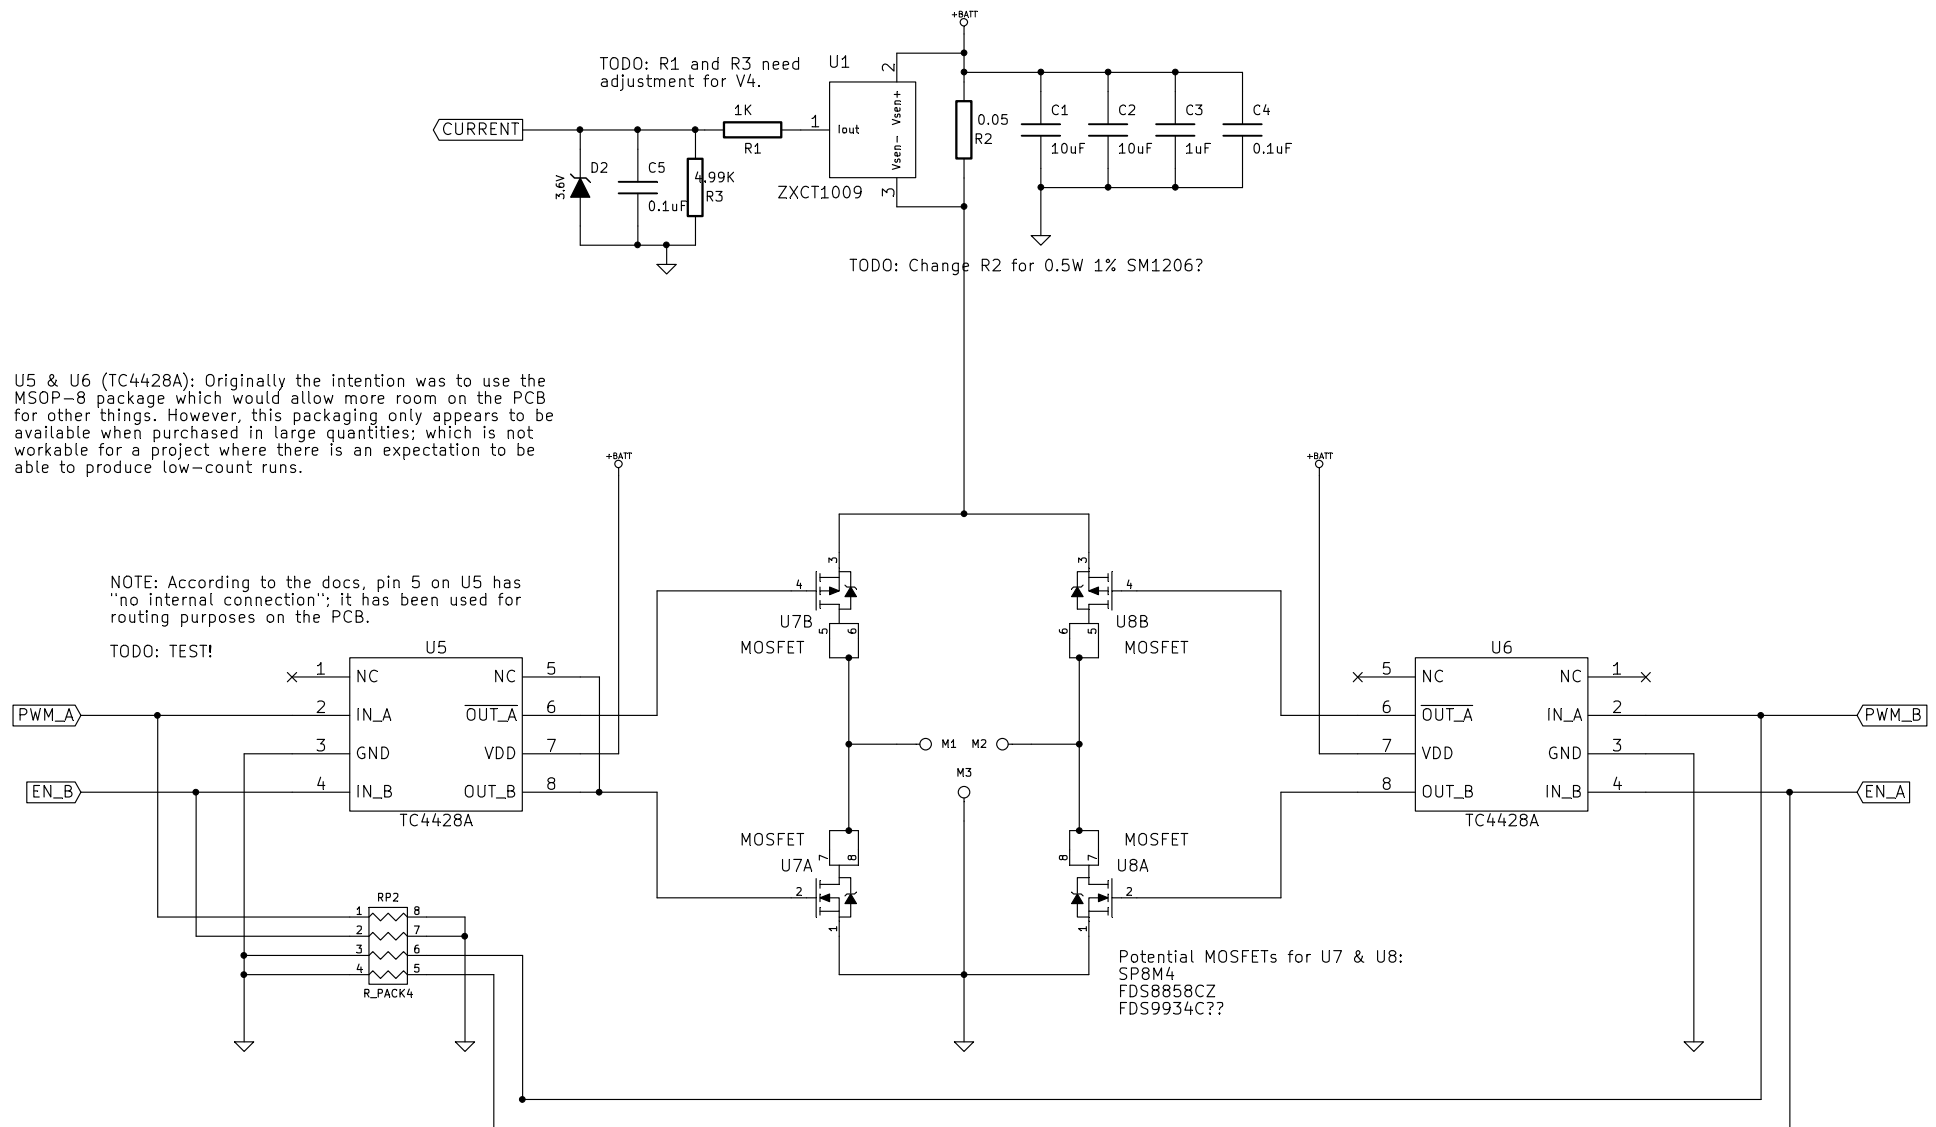 +BATT
TODO: R1 and R3 need
adjustment for V4.
U1
2
Vsen+
Vsen-
1
Iout
3
ZXCT1009
CURRENT
1K
R1
0.05
R2
C1
10uF
C2
10uF
C3
1uF
C4
0.1uF
3.6V
D2
C5
0.1uF
4.99K
R3
TODO: Change R2 for 0.5W 1% SM1206?
U5 & U6 (TC4428A): Originally the intention was to use the
MSOP-8 package which would allow more room on the PCB
for other things. However, this packaging only appears to be
available when purchased in large quantities; which is not
workable for a project where there is an expectation to be
able to produce low-count runs.
+BATT
+BATT
NOTE: According to the docs, pin 5 on U5 has
"no internal connection"; it has been used for
routing purposes on the PCB.
TODO: TEST!
3
4
U7B
5
6
MOSFET
3
4
U8B
6
5
MOSFET
U5
1 NC NC 5
PWM_A 2 IN_A OUT_A 6
3 GND VDD 7
EN_B 4 IN_B OUT_B 8
TC4428A
U6
5 NC NC 1
6 OUT_A IN_A 2 PWM_B
7 VDD GND 3
8 OUT_B IN_B 4 EN_A
TC4428A
M1 M2
M3
MOSFET
7
8
U7A
2
1
MOSFET
8
7
U8A
2
1
RP2
1 8
2 7
3 6
4 5
R_PACK4
Potential MOSFETs for U7 & U8:
SP8M4
FDS8858CZ
FDS9934C??